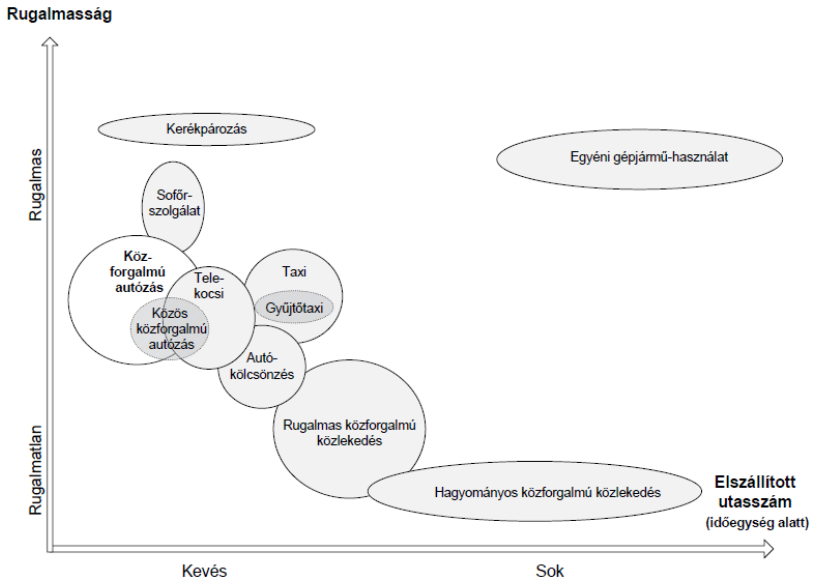 Rugalmasság
Rugalmas
Rugalmatlan
Kerékpározás
Egyéni gépjármű-használat
Sofőr-
szolgálat
Köz-
forgalmú
autózás
Tele-
kocsi
Taxi
Gyűjtőtaxi
Közös
közforgalmú
autózás
Autó-
kölcsönzés
Rugalmas közforgalmú
közlekedés
Hagyományos közforgalmú közlekedés
Elszállított
utasszám
(időegység alatt)
Kevés
Sok